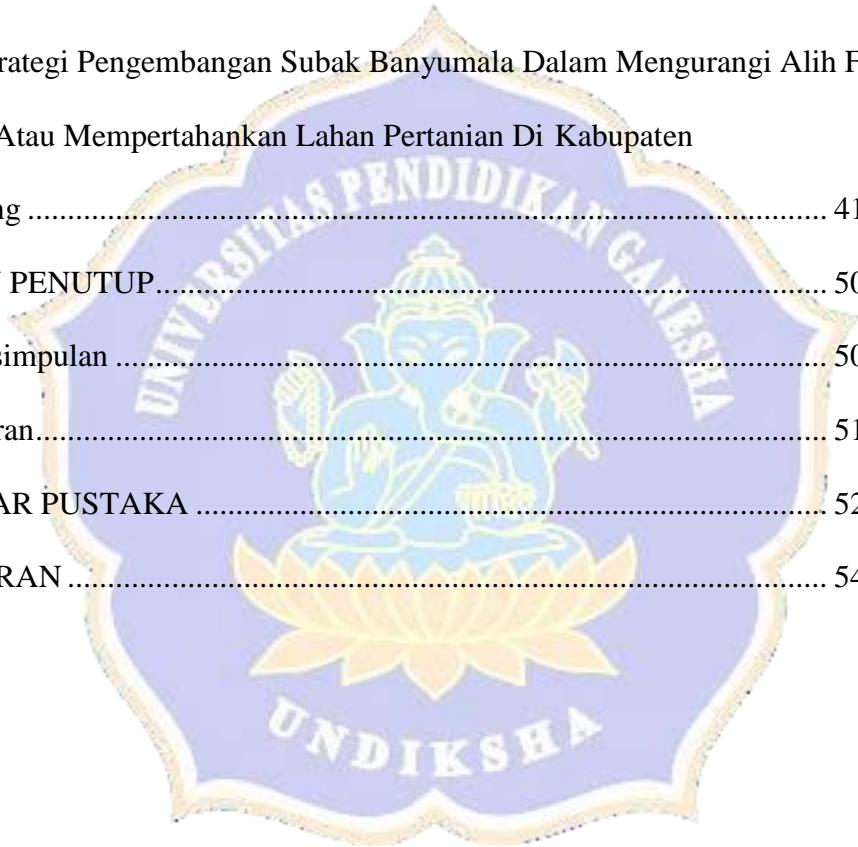 rategi Pengembangan Subak Banyumala Dalam Mengurangi Alih F
Atau Mempertahankan Lahan Pertanian Di Kabupaten
ng ........................................................................................ 41
PENUTUP........................................................................ 50
simpulan ............................................................................. 50
ran...................................................................................... 51
AR PUSTAKA .................................................................... 52
RAN ................................................................................... 54
UNIVERSITAS PENDIDIKAN GANESHA
UNDIKSHA